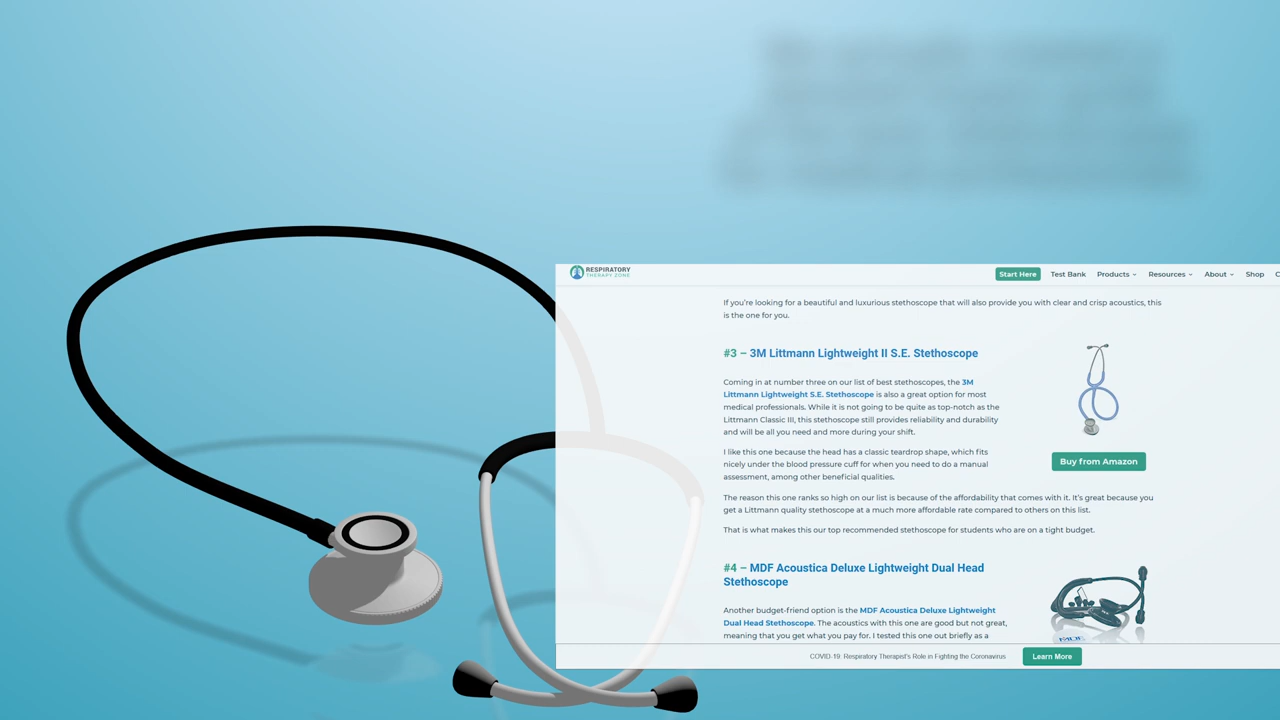 RESPIRATORY
THERAPY ZONE
Start Here
Test Bank
Products
Resources
About
Shop
C
If you're looking for a beautiful and luxurious stethoscope that will also provide you with clear and crisp acoustics, this
is the one for you.
#3 – 3M Littmann Lightweight II S.E. Stethoscope
Coming in at number three on our list of best stethoscopes, the 3M
Littmann Lightweight S.E. Stethoscope is also a great option for most
medical professionals. While it is not going to be quite as top-notch as the
Littmann Classic III, this stethoscope still provides reliability and durability
and will be all you need and more during your shift.
Buy from Amazon
I like this one because the head has a classic teardrop shape, which fits
nicely under the blood pressure cuff for when you need to do a manual
assessment, among other beneficial qualities.
The reason this one ranks so high on our list is because of the affordability that comes with it. It's great because you
get a Littmann quality stethoscope at a much more affordable rate compared to others on this list.
That is what makes this our top recommended stethoscope for students who are on a tight budget.
#4 – MDF Acoustica Deluxe Lightweight Dual Head
Stethoscope
Another budget-friend option is the MDF Acoustica Deluxe Lightweight
Dual Head Stethoscope. The acoustics with this one are good but not great,
meaning that you get what you pay for. I tested this one out briefly as a
MDF
COVID-19: Respiratory Therapist's Role in Fighting the Coronavirus
Learn More